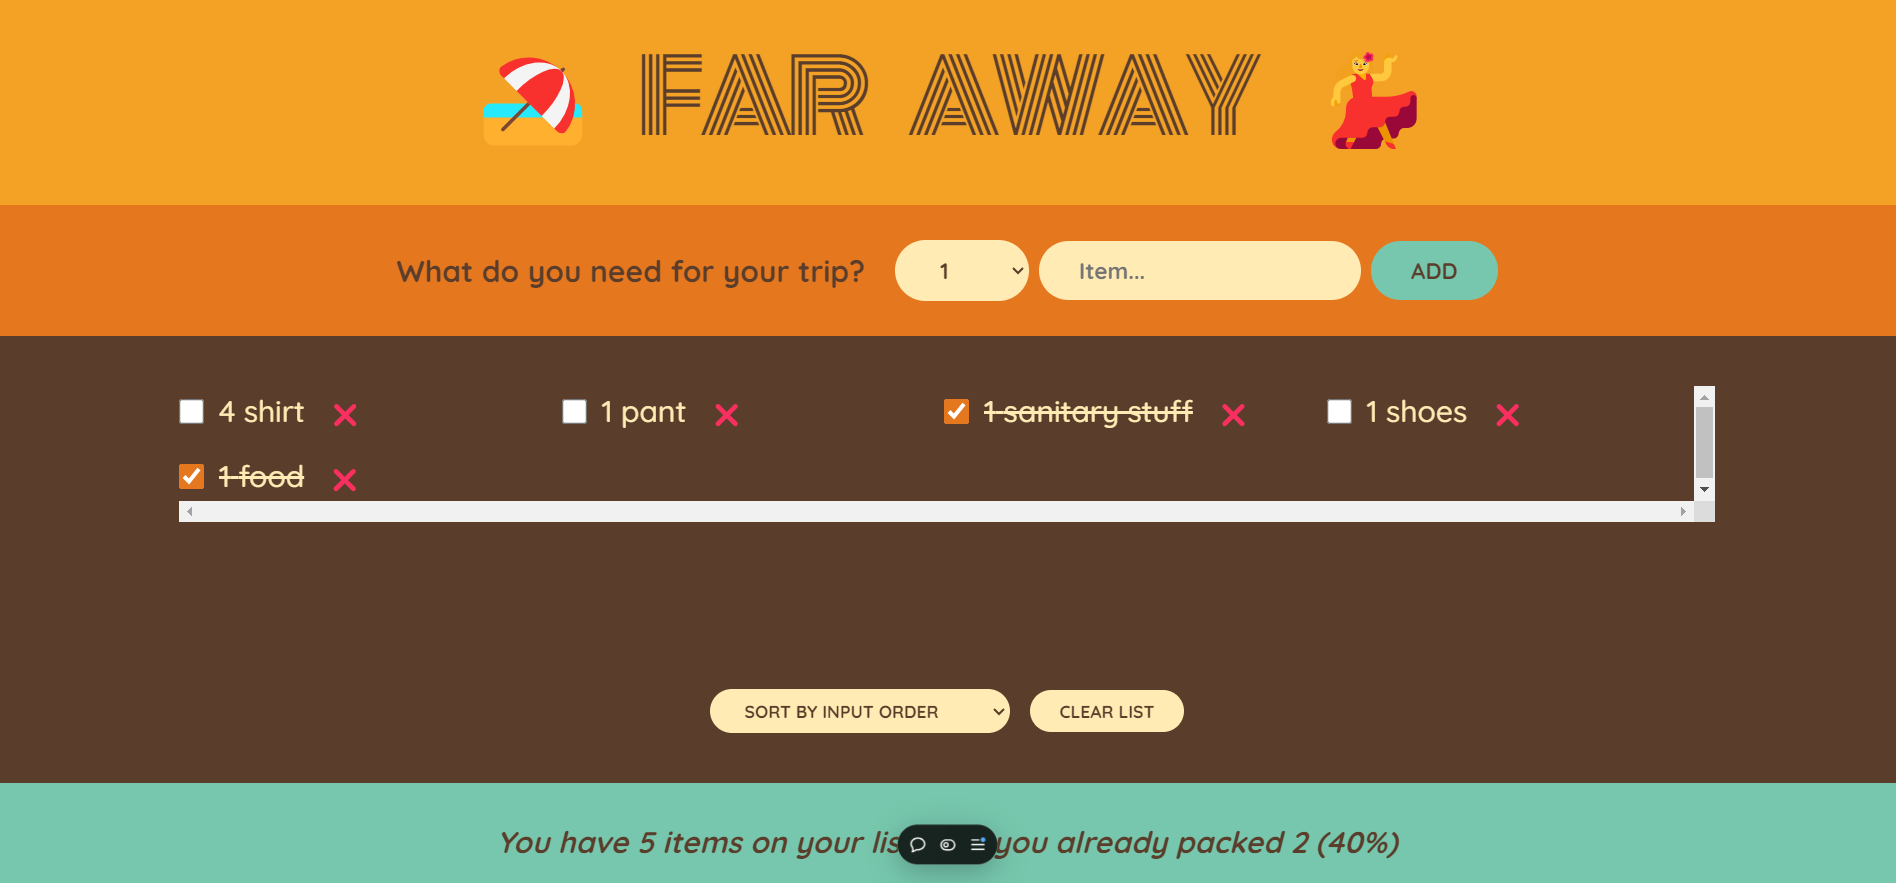 FAR AWAY
What do you need for your trip? 1 Item... ADD
4 shirt 1 pant 1 sanitary stuff 1 shoes
1 food
SORT BY INPUT ORDER CLEAR LIST
You have 5 items on your you already packed 2 (40%)